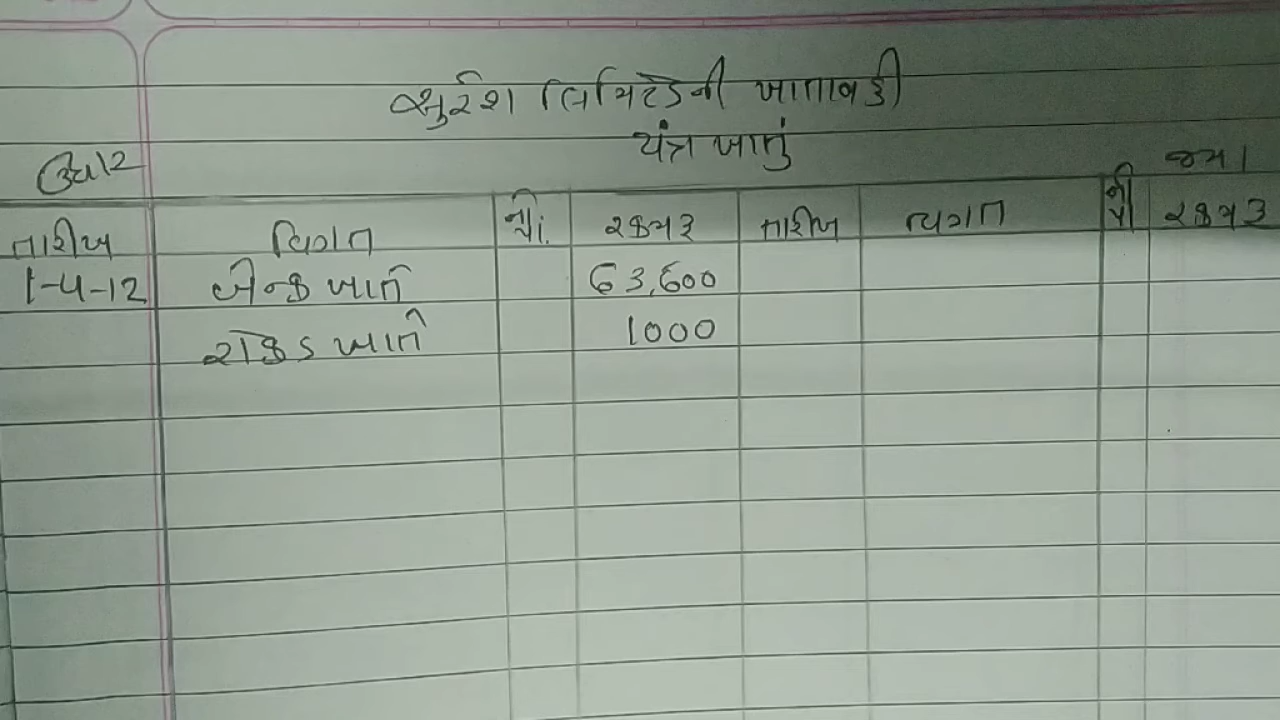 સુરેશ લિમિટેડની ખાતાવહી
યંત્ર ખાતું
ઉધાર જમા
તારીખ વિગત નો.પા. રકમ રૂ તારીખ વિગત નો પા રકમ રૂ
1-4-12 બેન્ક ખાતે 63,600
રોકડ ખાતે 1000